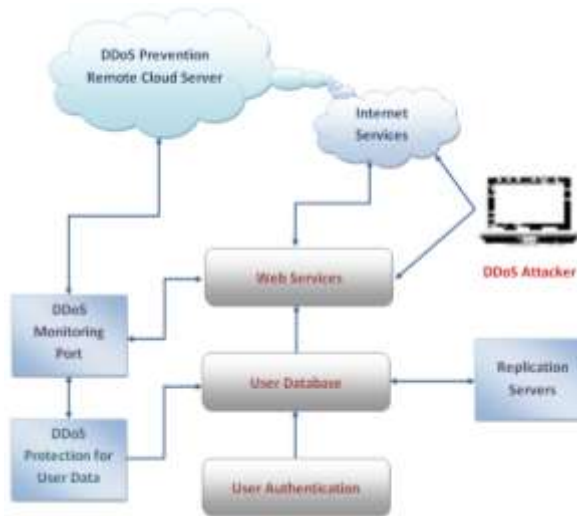 DDoS Prevention
Remote Cloud Server
Internet
Services
DDoS Attacker
Web Services
DDoS
Monitoring
Port
User Database
Replication
Servers
DDoS
Protection for
User Data
User Authentication